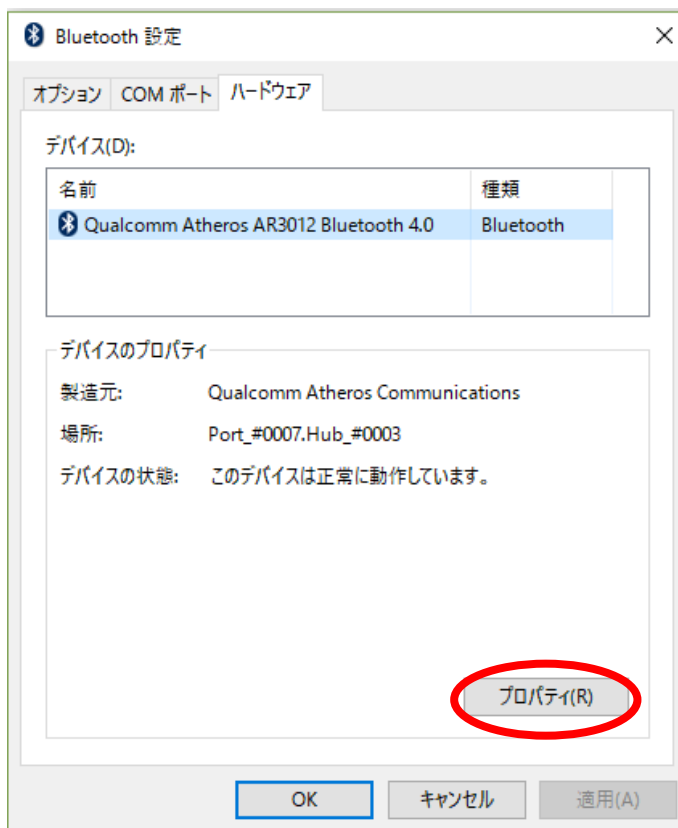 Bluetooth 設定
オプション COM ポート ハードウェア
デバイス(D):
名前 種類
Qualcomm Atheros AR3012 Bluetooth 4.0 Bluetooth
デバイスのプロパティ
製造元: Qualcomm Atheros Communications
場所: Port_#0007.Hub_#0003
デバイスの状態: このデバイスは正常に動作しています。
プロパティ(R)
OK キャンセル 適用(A)